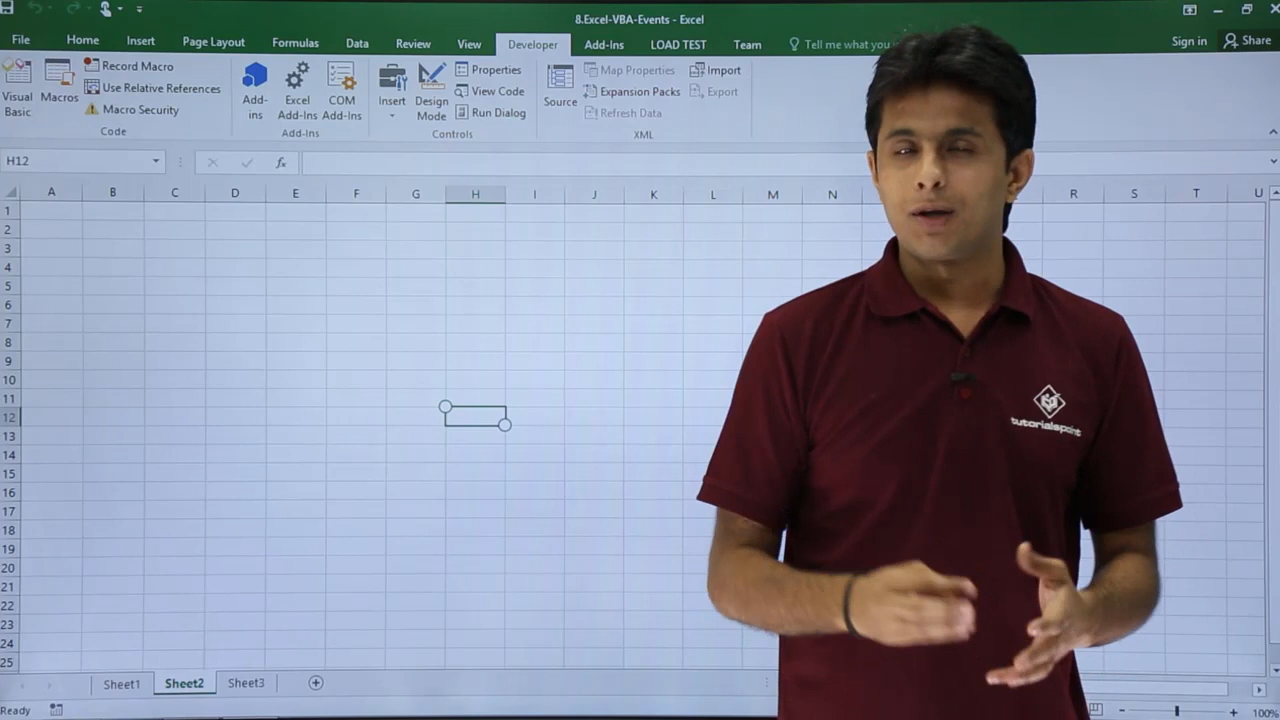 8.Excel-VBA-Events - Excel
File Home Insert Page Layout Formulas Data Review View Developer Add-Ins LOAD TEST Team Tell me what you Sign in Share
Visual Basic
Macros
Record Macro
Use Relative References
Macro Security
Code
Add-ins
Excel Add-Ins
COM Add-Ins
Add-Ins
Insert
Design Mode
Properties
View Code
Run Dialog
Controls
Source
Map Properties
Expansion Packs
Refresh Data
Import
Export
XML
H12
fx
A B C D E F G H I J K L M N R S T U
1
2
3
4
5
6
7
8
9
10
11
12
13
14
15
16
17
18
19
20
21
22
23
24
25
tutorialspoint
Sheet1 Sheet2 Sheet3
Ready
100%